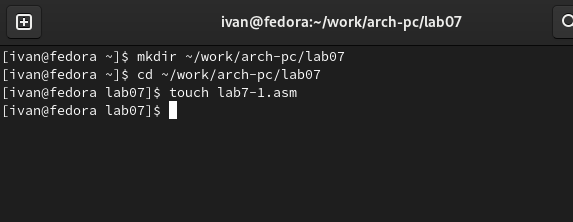 ivan@fedora:~/work/arch-pc/lab07
[ivan@fedora ~]$ mkdir ~/work/arch-pc/lab07
[ivan@fedora ~]$ cd ~/work/arch-pc/lab07
[ivan@fedora lab07]$ touch lab7-1.asm
[ivan@fedora lab07]$